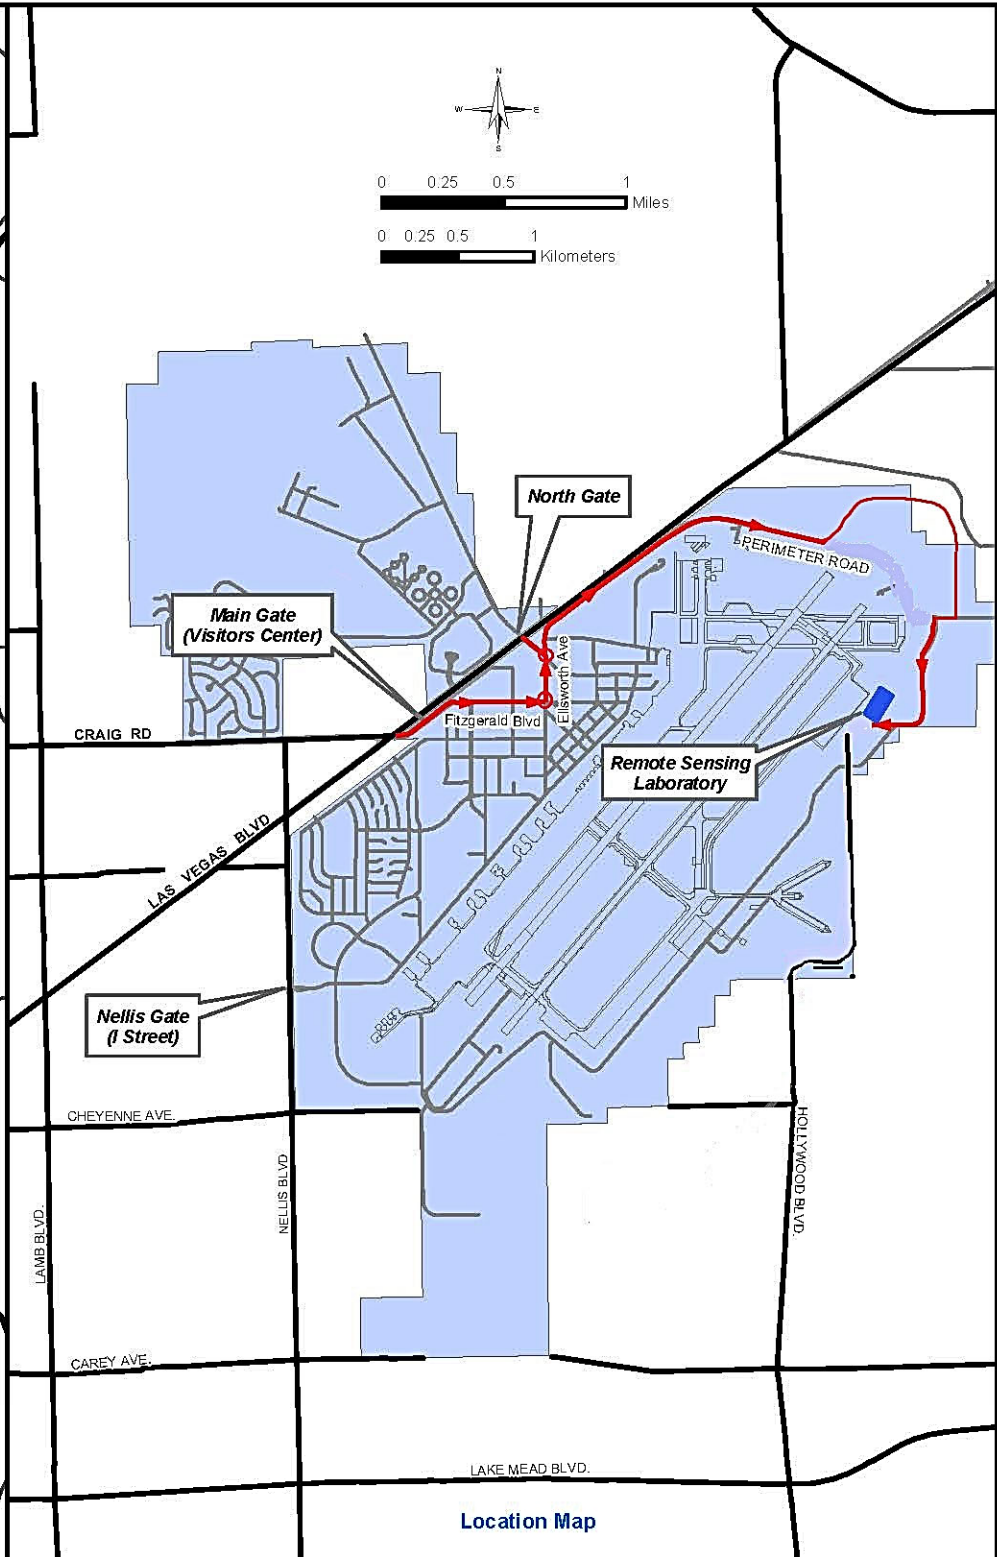 N
W E
S
0 0.25 0.5 1
Miles
0 0.25 0.5 1
Kilometers
North Gate
PERIMETER ROAD
Main Gate
(Visitors Center)
Ellsworth Ave
Fitzgerald Blvd
CRAIG RD
Remote Sensing
Laboratory
LAS VEGAS BLVD
Nellis Gate
(I Street)
CHEYENNE AVE.
HOLLYWOOD BLVD.
NELLIS BLVD
LAMB BLVD.
CAREY AVE.
LAKE MEAD BLVD.
Location Map